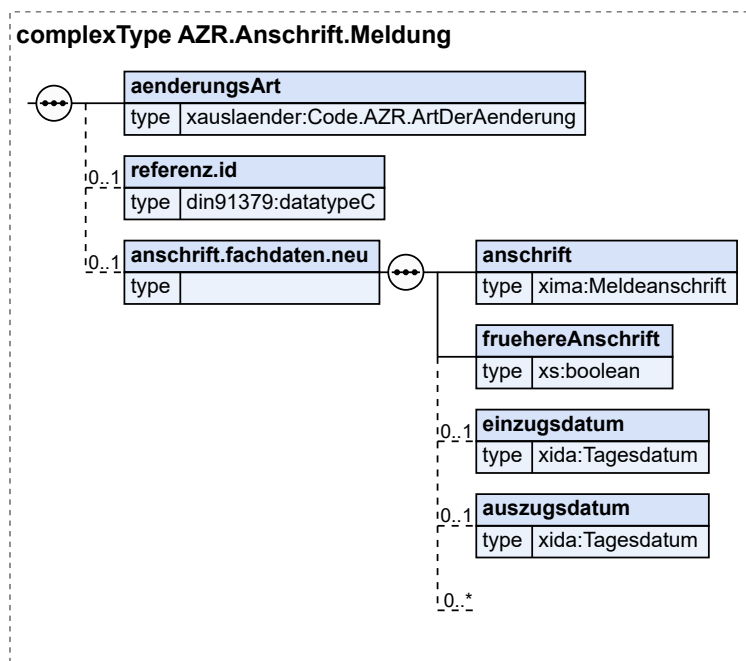 complexType AZR.Anschrift.Meldung
aenderungsArt
type xauslaender:Code.AZR.ArtDerAenderung
0..1 referenz.id
type din91379:datatypeC
0..1 anschrift.fachdaten.neu
type
anschrift
type xima:Meldeanschrift
fruehereAnschrift
type xs:boolean
0..1 einzugsdatum
type xida:Tagesdatum
0..1 auszugsdatum
type xida:Tagesdatum
0..*